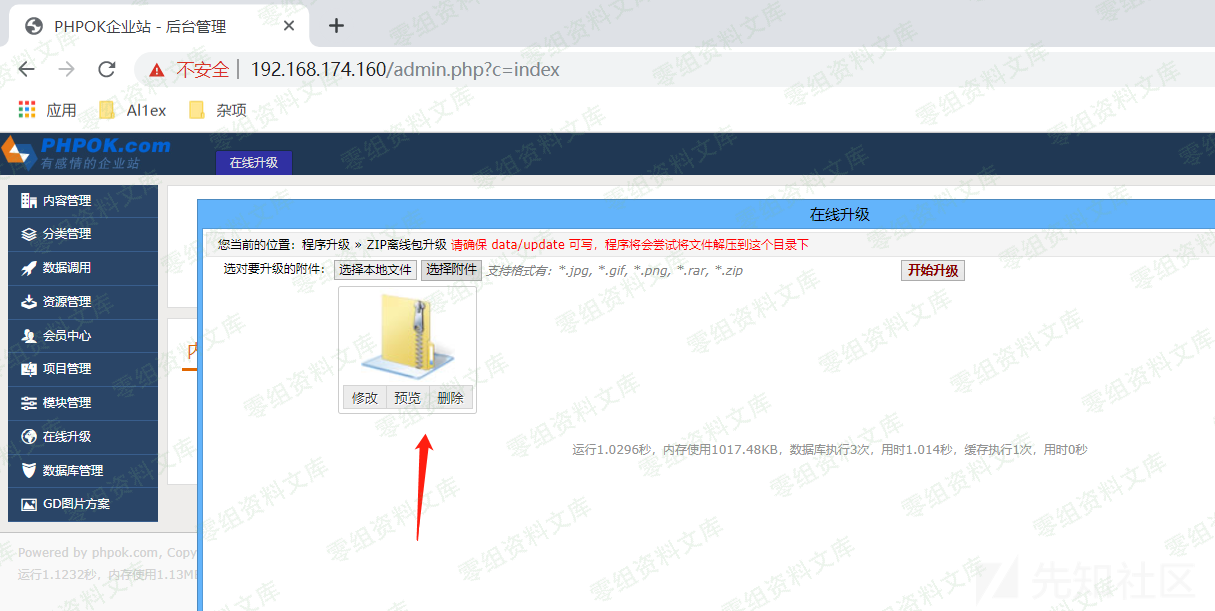 PHPOK企业站 - 后台管理
不安全 | 192.168.174.160/admin.php?c=index
应用 Al1ex 杂项
PHPOK.com
有感情的企业站
在线升级
内容管理
分类管理
数据调用
资源管理
会员中心
项目管理
模块管理
在线升级
数据库管理
GD图片方案
在线升级
您当前的位置：程序升级 » ZIP离线包升级 请确保 data/update 可写，程序将会尝试将文件解压到这个目录下
选对要升级的附件： 选择本地文件 选择附件 支持格式有：*.jpg, *.gif, *.png, *.rar, *.zip 开始升级
修改 预览 删除
运行1.0296秒，内存使用1017.48KB，数据库执行3次，用时1.014秒，缓存执行1次，用时0秒
内
Powered by phpok.com, Copy
运行1.1232秒，内存使用1.13M
零组资料文库
先知社区